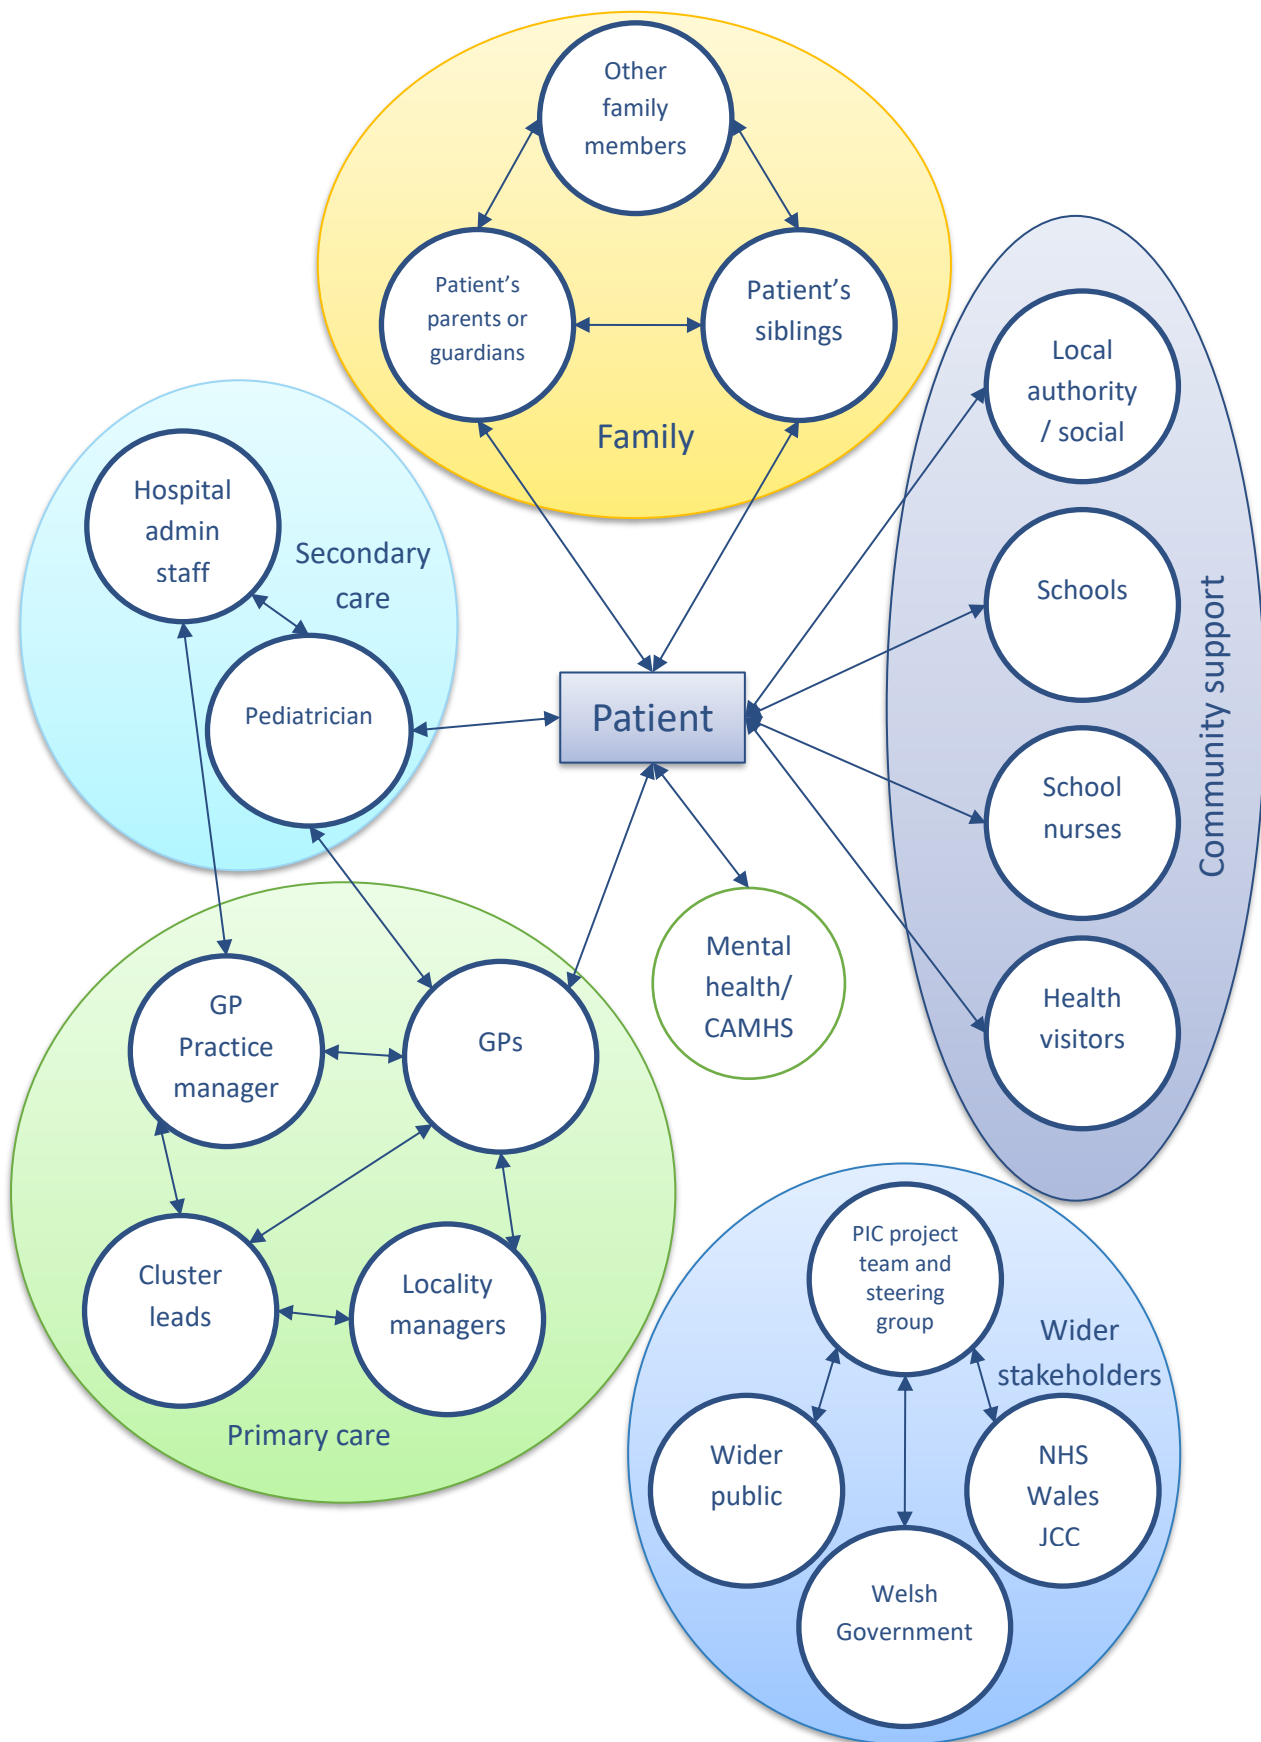 Other
family
members
Patient's
parents or
guardians
Patient's
siblings
Family
Local
authority
/ social
Schools
School
nurses
Health
visitors
Community support
Hospital
admin
staff
Secondary
care
Pediatrician
Patient
Mental
health/
CAMHS
GP
Practice
manager
GPs
Cluster
leads
Locality
managers
Primary care
PIC project
team and
steering
group
Wider
stakeholders
Wider
public
NHS
Wales
JCC
Welsh
Government